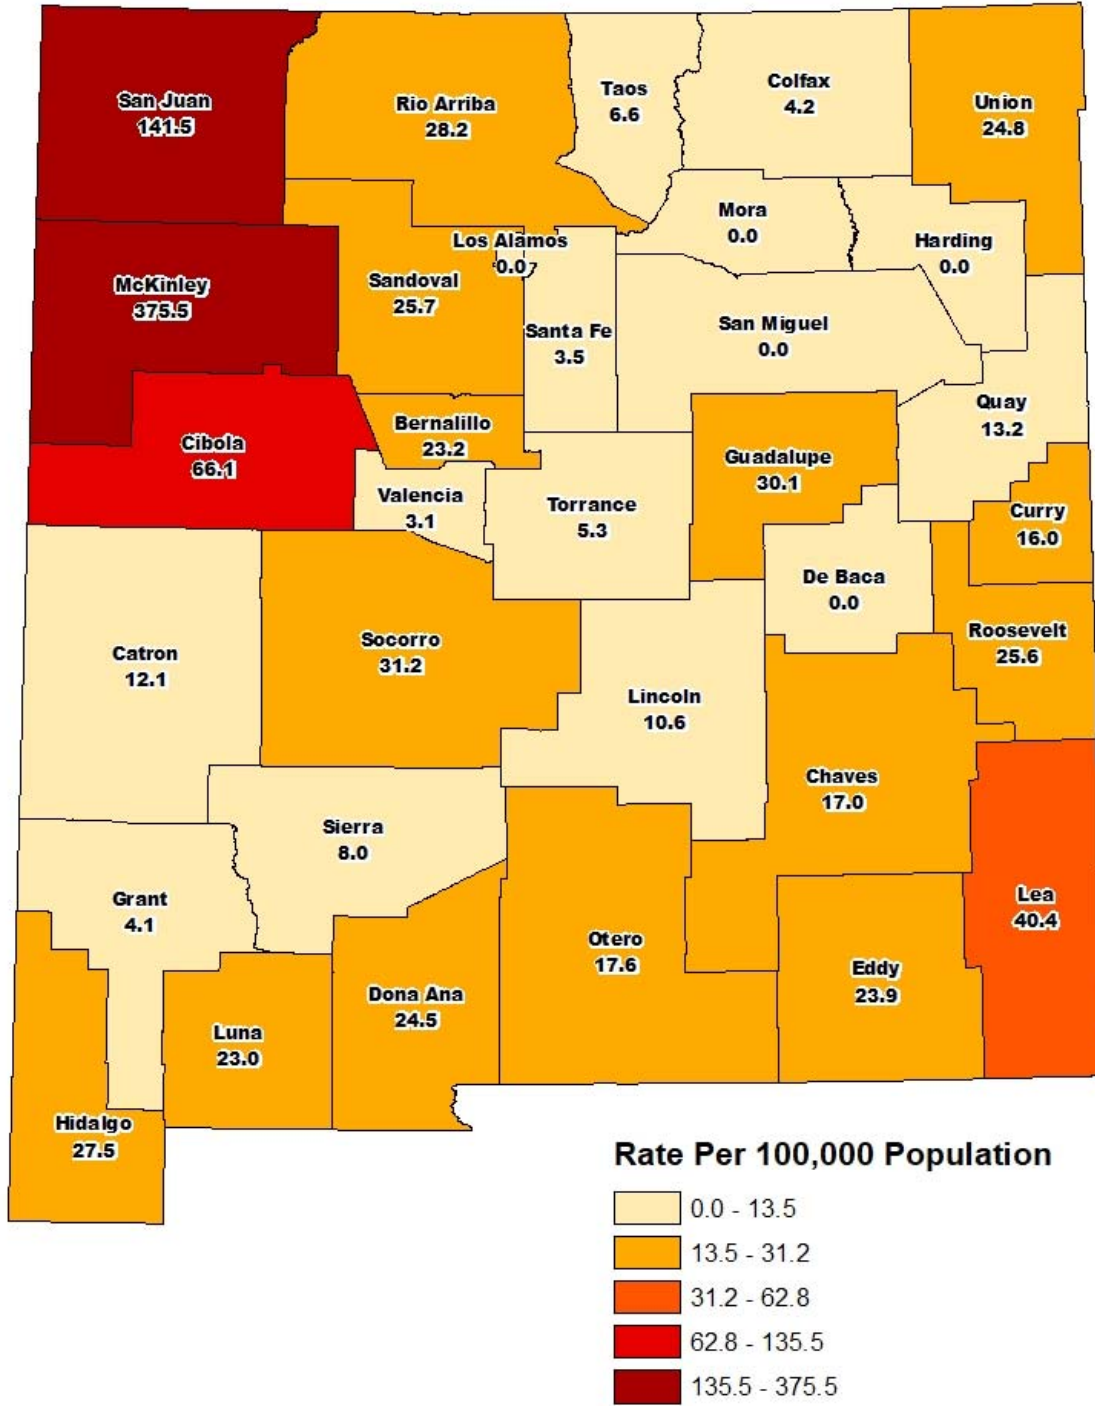 San Juan
141.5
Rio Arriba
28.2
Taos
6.6
Colfax
4.2
Union
24.8
Mora
0.0
Harding
0.0
Los Alamos
0.0
McKinley
375.5
Sandoval
25.7
Santa Fe
3.5
San Miguel
0.0
Quay
13.2
Cibola
66.1
Bernalillo
23.2
Guadalupe
30.1
Valencia
3.1
Torrance
5.3
Curry
16.0
De Baca
0.0
Roosevelt
25.6
Catron
12.1
Socorro
31.2
Lincoln
10.6
Chaves
17.0
Sierra
8.0
Grant
4.1
Lea
40.4
Otero
17.6
Eddy
23.9
Dona Ana
24.5
Luna
23.0
Hidalgo
27.5
Rate Per 100,000 Population
0.0 - 13.5
13.5 - 31.2
31.2 - 62.8
62.8 - 135.5
135.5 - 375.5